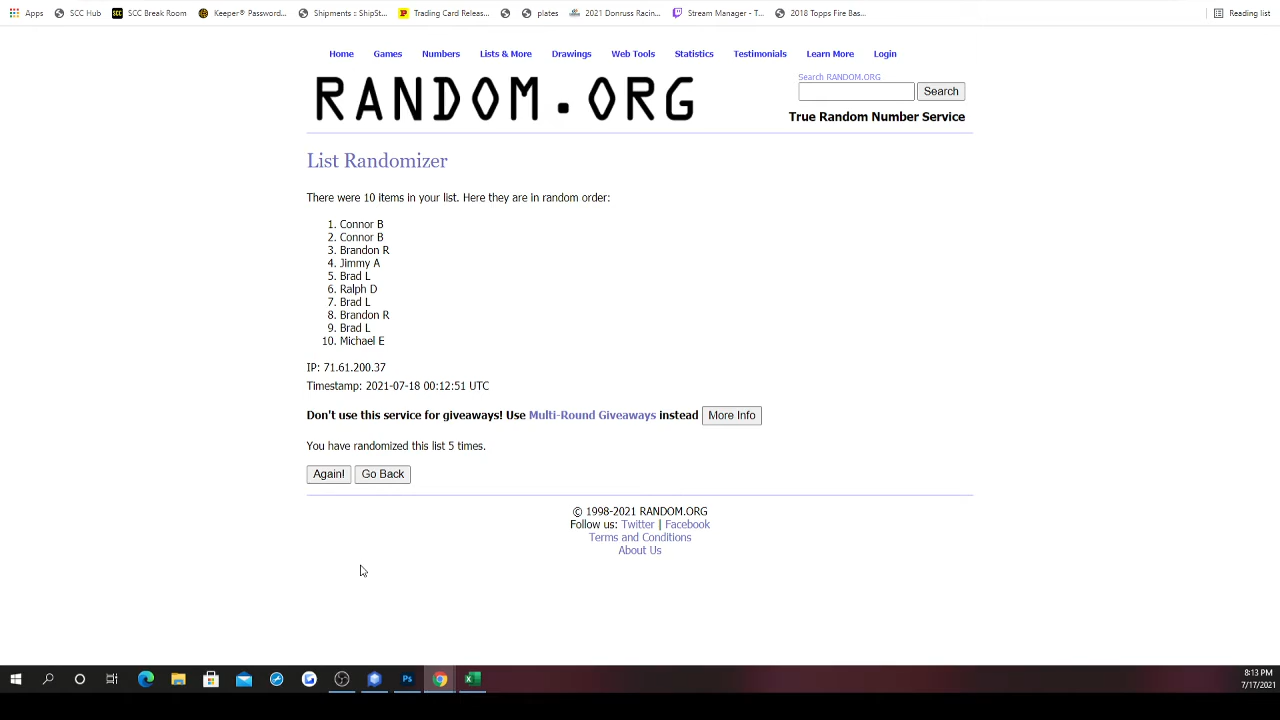 Apps SCC Hub SCC Break Room Keeper® Password... Shipments :: ShipSt... Trading Card Releas... plates 2021 Donruss Racin... Stream Manager - T... 2018 Topps Fire Bas... Reading list
Home Games Numbers Lists & More Drawings Web Tools Statistics Testimonials Learn More Login
RANDOM.ORG
Search RANDOM.ORG
Search
True Random Number Service
List Randomizer
There were 10 items in your list. Here they are in random order:
1. Connor B
2. Connor B
3. Brandon R
4. Jimmy A
5. Brad L
6. Ralph D
7. Brad L
8. Brandon R
9. Brad L
10. Michael E
IP: 71.61.200.37
Timestamp: 2021-07-18 00:12:51 UTC
Don't use this service for giveaways! Use Multi-Round Giveaways instead More Info
You have randomized this list 5 times.
Again! Go Back
© 1998-2021 RANDOM.ORG
Follow us: Twitter | Facebook
Terms and Conditions
About Us
8:13 PM
7/17/2021